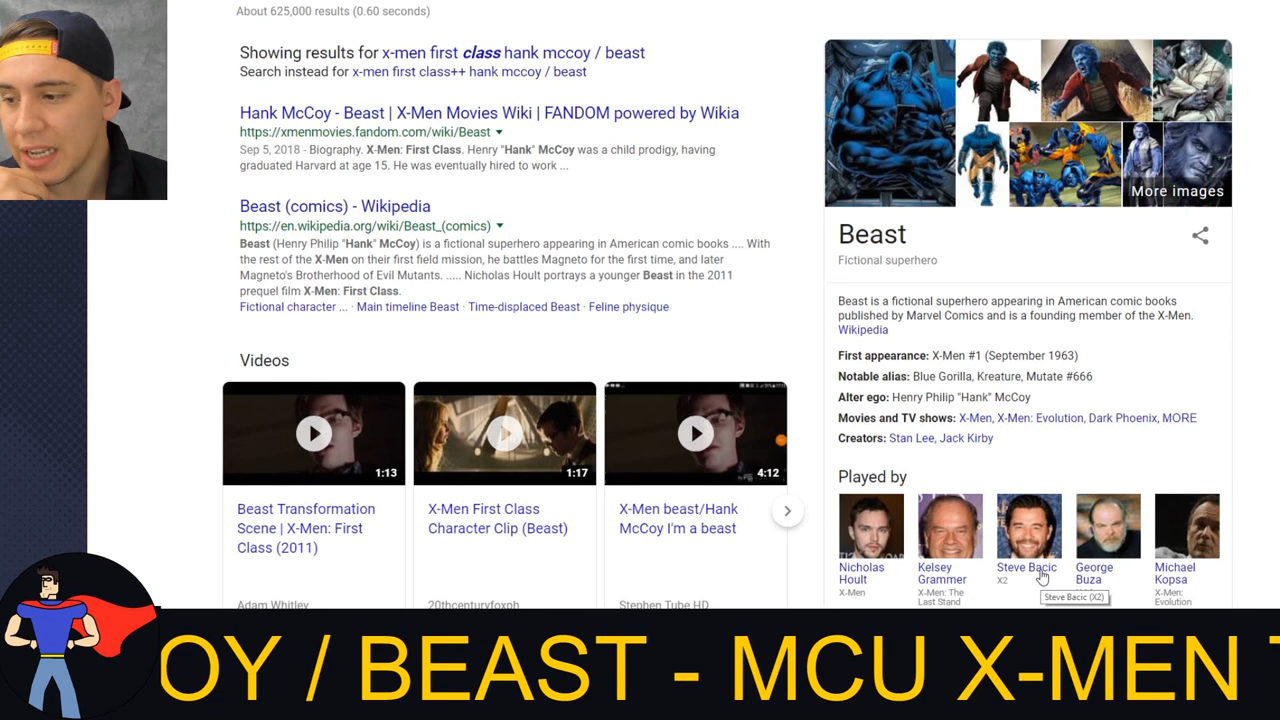 About 625,000 results (0.60 seconds)
Showing results for x-men first class hank mccoy / beast
Search instead for x-men first class++ hank mccoy / beast
Hank McCoy - Beast | X-Men Movies Wiki | FANDOM powered by Wikia
https://xmenmovies.fandom.com/wiki/Beast
Sep 5, 2018 - Biography. X-Men: First Class. Henry "Hank" McCoy was a child prodigy, having
graduated Harvard at age 15. He was eventually hired to work ...
Beast (comics) - Wikipedia
https://en.wikipedia.org/wiki/Beast_(comics)
Beast (Henry Philip "Hank" McCoy) is a fictional superhero appearing in American comic books .... With
the rest of the X-Men on their first field mission, he battles Magneto for the first time, and later
Magneto's Brotherhood of Evil Mutants. ..... Nicholas Hoult portrays a younger Beast in the 2011
prequel film X-Men: First Class.
Fictional character ... · Main timeline Beast · Time-displaced Beast · Feline physique
Videos
1:13
1:17
4:12
Beast Transformation
Scene | X-Men: First
Class (2011)
X-Men First Class
Character Clip (Beast)
X-Men beast/Hank
McCoy I'm a beast
Adam Whitley
20thcenturyfoxph
Stephen Tube HD
More images
Beast
Fictional superhero
Beast is a fictional superhero appearing in American comic books
published by Marvel Comics and is a founding member of the X-Men.
Wikipedia
First appearance: X-Men #1 (September 1963)
Notable alias: Blue Gorilla, Kreature, Mutate #666
Alter ego: Henry Philip "Hank" McCoy
Movies and TV shows: X-Men, X-Men: Evolution, Dark Phoenix, MORE
Creators: Stan Lee, Jack Kirby
Played by
Nicholas
Hoult
X-Men
Kelsey
Grammer
X-Men: The
Last Stand
Steve Bacic
X2
George
Buza
Michael
Kopsa
X-Men:
Evolution
Steve Bacic (X2)
OY / BEAST - MCU X-MEN